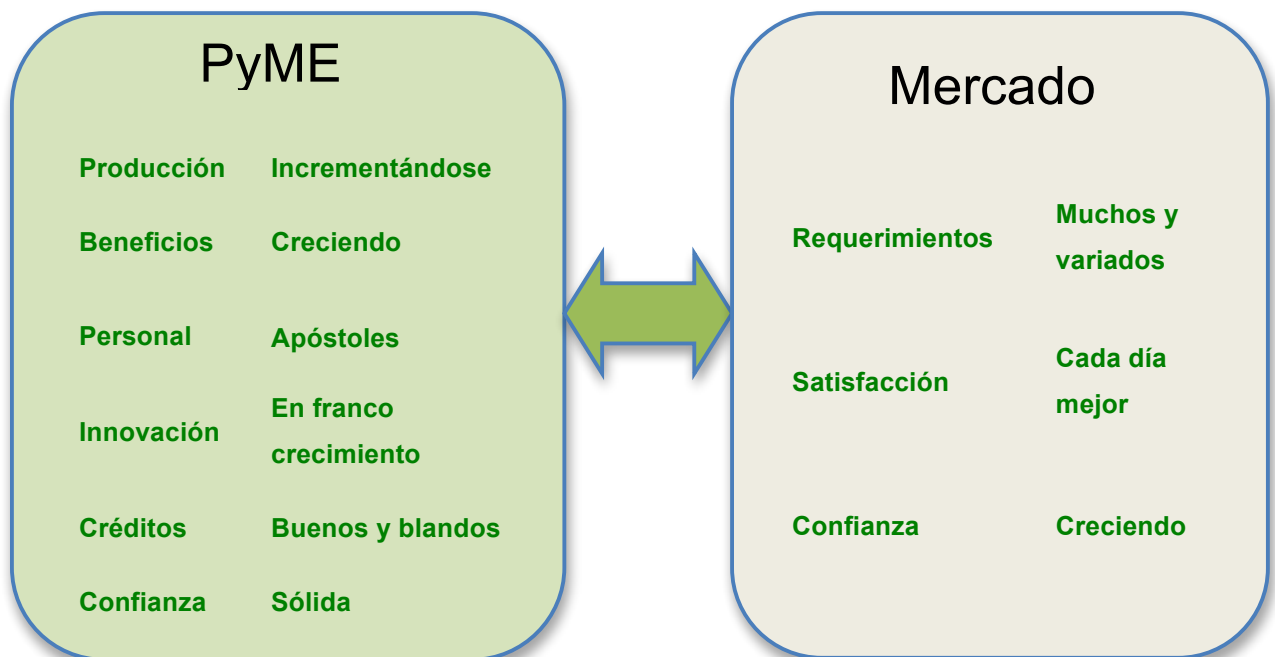 PyME
Producción Incrementándose
Beneficios Creciendo
Personal Apóstoles
Innovación En franco
crecimiento
Créditos Buenos y blandos
Confianza Sólida
Mercado
Requerimientos Muchos y
variados
Satisfacción Cada día
mejor
Confianza Creciendo